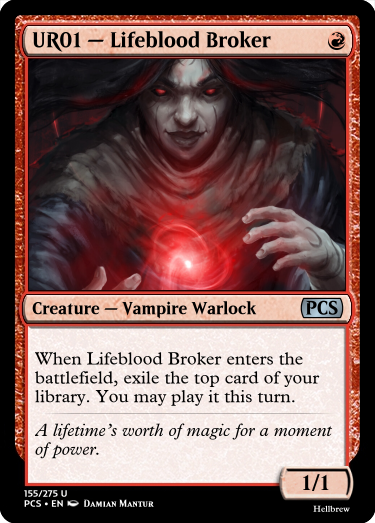 UR01 — Lifeblood Broker
Creature — Vampire Warlock
PCS
When Lifeblood Broker enters the
battlefield, exile the top card of your
library. You may play it this turn.
A lifetime's worth of magic for a moment
of power.
1/1
155/275 U
PCS • EN Damian Mantur
Hellbrew